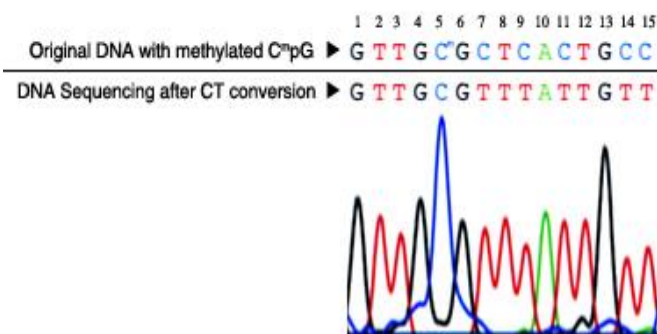 1 2 3 4 5 6 7 8 9 10 11 12 13 14 15
Original DNA with methylated CᵐpG ► G T T G CᵐG C T C A C T G C C
DNA Sequencing after CT conversion ► G T T G C G T T T A T T G T T